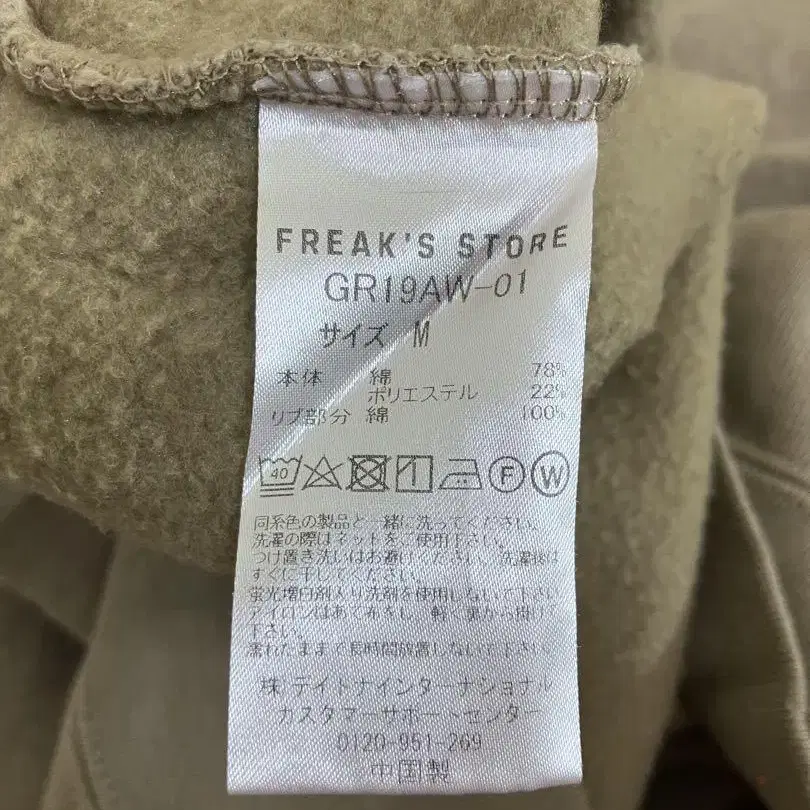 FREAK'S STORE
GR19AW-01
サイズ M
本体 綿 78%
ポリエステル 22%
リブ部分 綿 100%
40 F W
同系色の製品と一緒に洗ってください。
洗濯の際はネットをご使用下さい。
つけ置き洗いはお避けください。洗濯後は
すぐに干してください。
蛍光増白剤入り洗剤を使用しないで下さい
アイロンはあて布をし、軽く裏から掛けて
下さい。
濡れたままで長時間放置しないで下さい。
㈱デイトナインターナショナル
カスタマーサポートセンター
0120-951-269
中国製